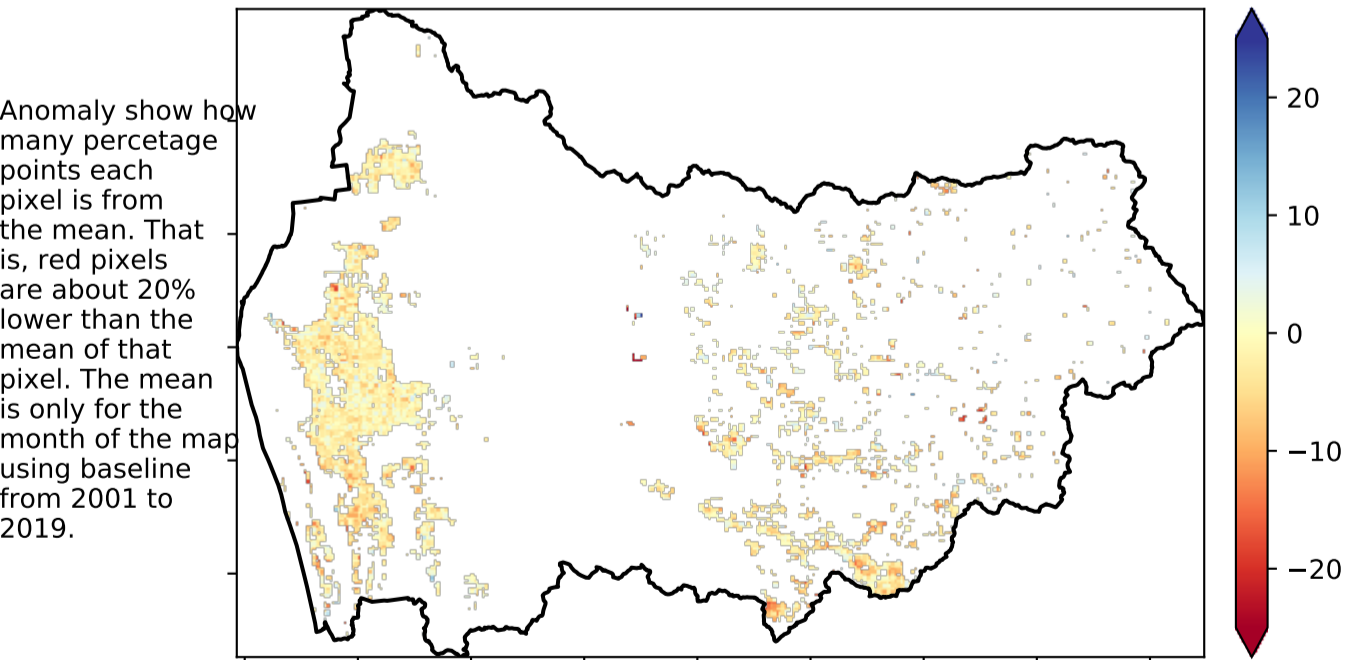 Anomaly show how
many percetage
points each
pixel is from
the mean. That
is, red pixels
are about 20%
lower than the
mean of that
pixel. The mean
is only for the
month of the map
using baseline
from 2001 to
2019.
20
10
0
−10
−20